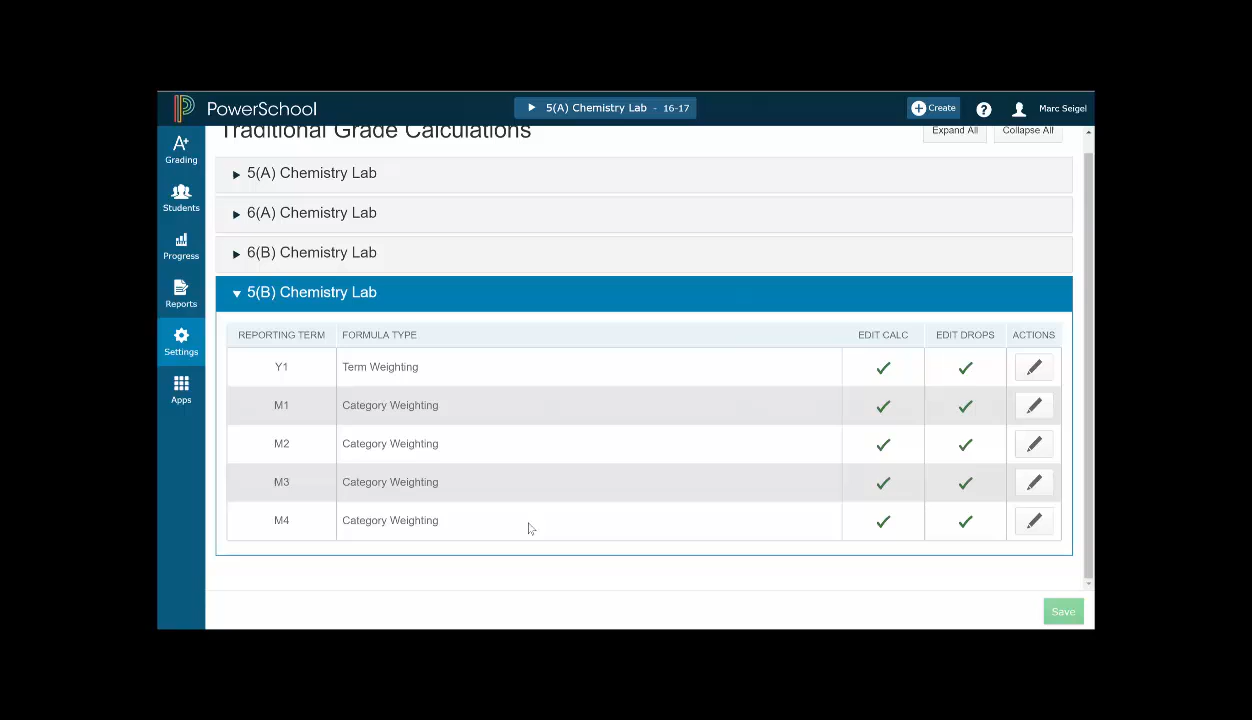 PowerSchool
5(A) Chemistry Lab - 16-17
Create
?
Marc Seigel
A+
Grading
Students
Progress
Reports
Settings
Apps
Traditional Grade Calculations
Expand All
Collapse All
5(A) Chemistry Lab
6(A) Chemistry Lab
6(B) Chemistry Lab
5(B) Chemistry Lab
REPORTING TERM FORMULA TYPE EDIT CALC EDIT DROPS ACTIONS
Y1 Term Weighting
M1 Category Weighting
M2 Category Weighting
M3 Category Weighting
M4 Category Weighting
Save